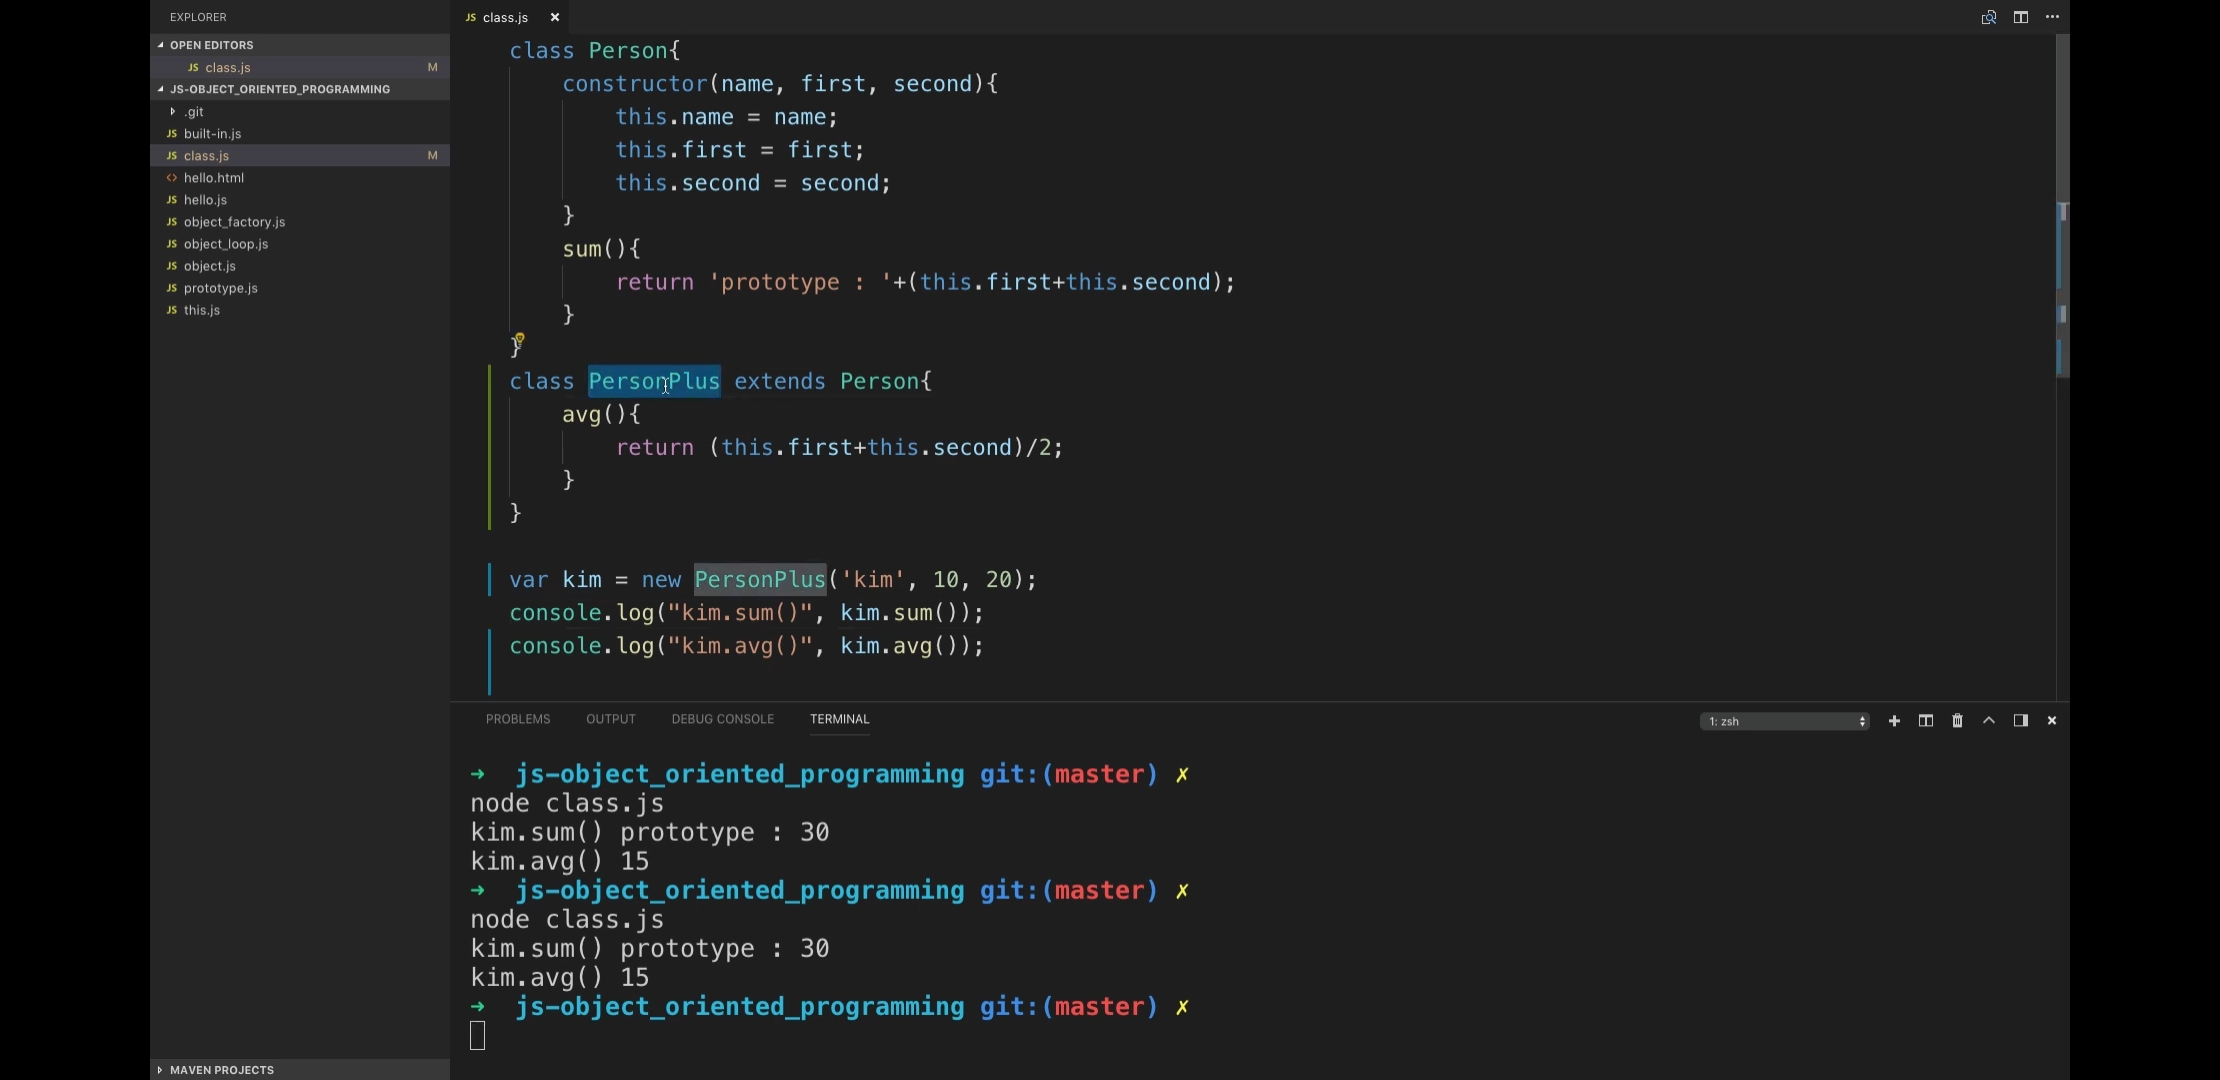 EXPLORER
OPEN EDITORS
JS class.js M
JS-OBJECT_ORIENTED_PROGRAMMING
.git
JS built-in.js
JS class.js M
<> hello.html
JS hello.js
JS object_factory.js
JS object_loop.js
JS object.js
JS prototype.js
JS this.js
MAVEN PROJECTS
JS class.js ×
class Person{
    constructor(name, first, second){
        this.name = name;
        this.first = first;
        this.second = second;
    }
    sum(){
        return 'prototype : '+(this.first+this.second);
    }
}
class PersonPlus extends Person{
    avg(){
        return (this.first+this.second)/2;
    }
}
var kim = new PersonPlus('kim', 10, 20);
console.log("kim.sum()", kim.sum());
console.log("kim.avg()", kim.avg());
PROBLEMS OUTPUT DEBUG CONSOLE TERMINAL 1: zsh
➜ js-object_oriented_programming git:(master) ✗
node class.js
kim.sum() prototype : 30
kim.avg() 15
➜ js-object_oriented_programming git:(master) ✗
node class.js
kim.sum() prototype : 30
kim.avg() 15
➜ js-object_oriented_programming git:(master) ✗